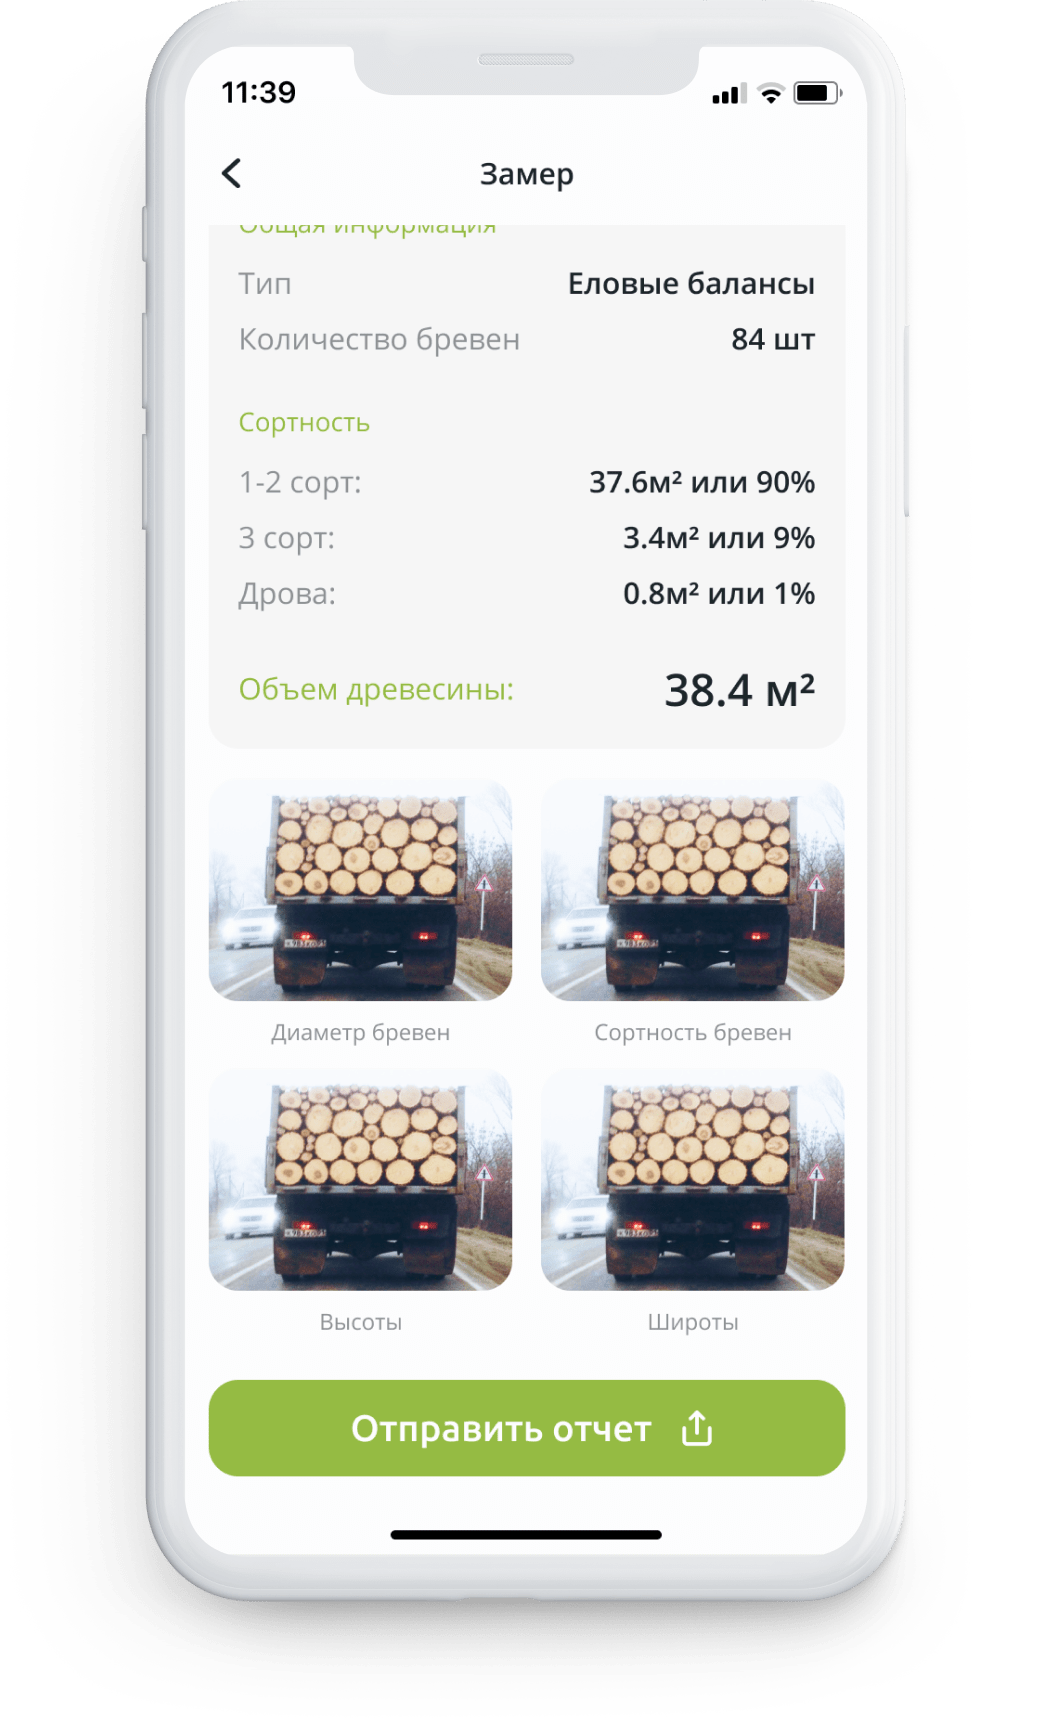 11:39
Замер
Общая информация
Тип Еловые балансы
Количество бревен 84 шт
Сортность
1-2 сорт: 37.6м² или 90%
3 сорт: 3.4м² или 9%
Дрова: 0.8м² или 1%
Объем древесины: 38.4 м²
Диаметр бревен Сортность бревен
Высоты Широты
Отправить отчет